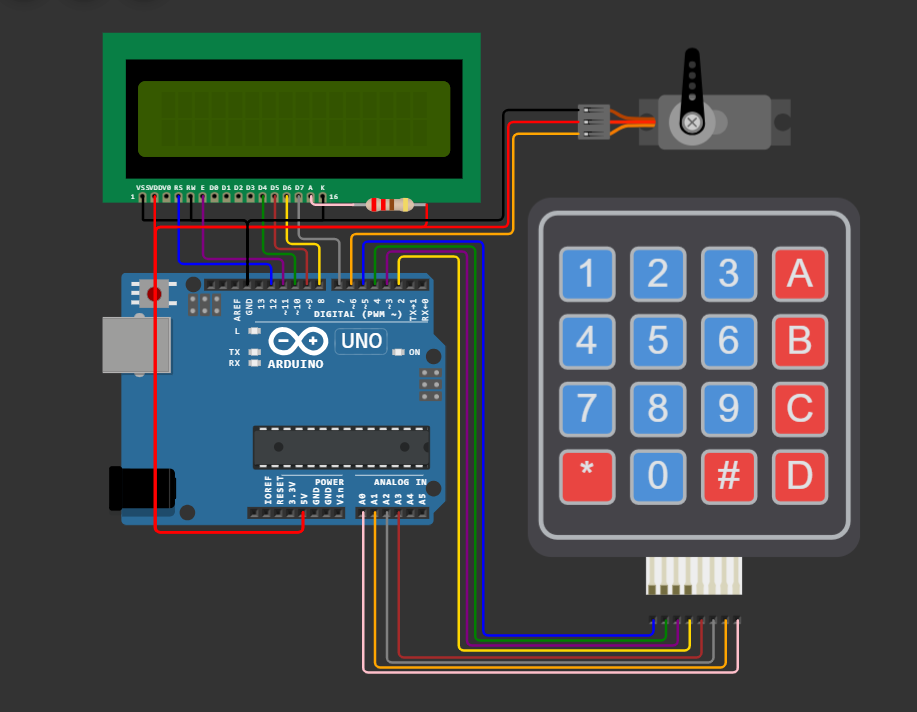 VSS VDD V0 RS RW E D0 D1 D2 D3 D4 D5 D6 D7 A K
1 16
AREF
GND
13
12
~11
~10
~9
8
7
~6
~5
~4
~3
2
TX→1
RX←0
DIGITAL (PWM ~)
L
TX
RX
UNO
ARDUINO
ON
IOREF
RESET
3.3V
5V
GND
GND
Vin
POWER
ANALOG IN
A0
A1
A2
A3
A4
A5
1 2 3 A
4 5 6 B
7 8 9 C
* 0 # D